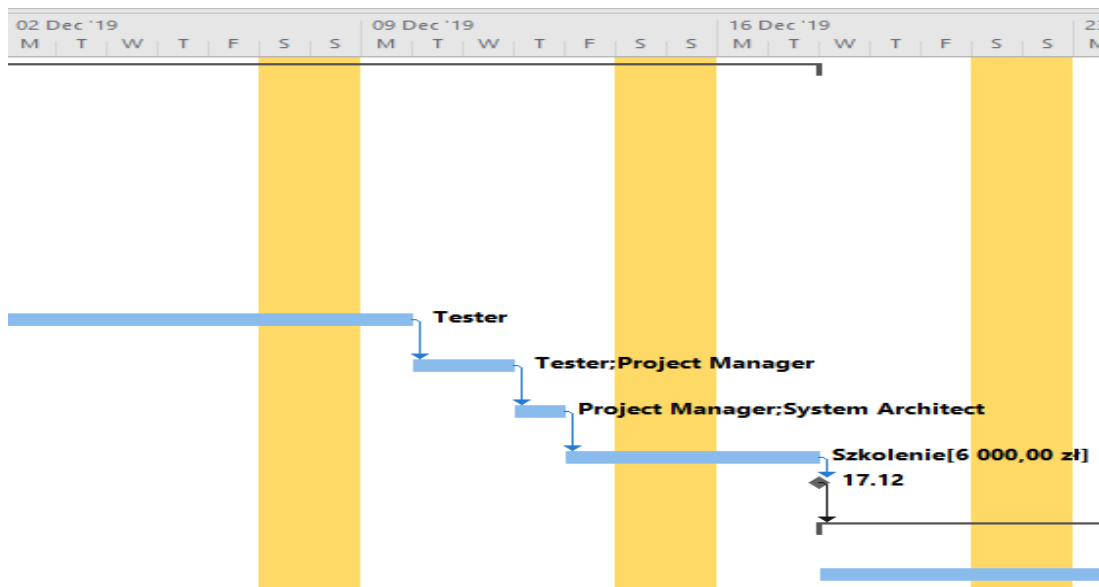 02 Dec '19 09 Dec '19 16 Dec '19 23
M T W T F S S M T W T F S S M T W T F S S M
Tester
Tester;Project Manager
Project Manager;System Architect
Szkolenie[6 000,00 zł]
17.12